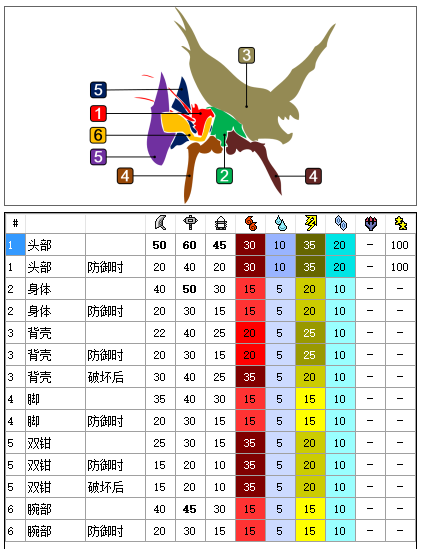 5
3
1
6
5
4
2
4
#
1 头部 50 60 45 30 10 35 20 – 100
1 头部 防御时 20 40 20 30 10 35 20 – 100
2 身体 40 50 30 15 5 20 10 – –
2 身体 防御时 20 30 15 15 5 20 10 – –
3 背壳 22 40 25 20 5 25 10 – –
3 背壳 防御时 20 30 15 20 5 25 10 – –
3 背壳 破坏后 30 40 25 35 5 20 10 – –
4 脚 35 40 30 15 5 15 10 – –
4 脚 防御时 20 30 15 15 5 15 10 – –
5 双钳 25 30 15 35 5 20 10 – –
5 双钳 防御时 15 20 10 35 5 20 10 – –
5 双钳 破坏后 15 20 15 35 5 20 10 – –
6 腕部 40 45 30 15 5 15 10 – –
6 腕部 防御时 20 30 15 15 5 15 10 – –